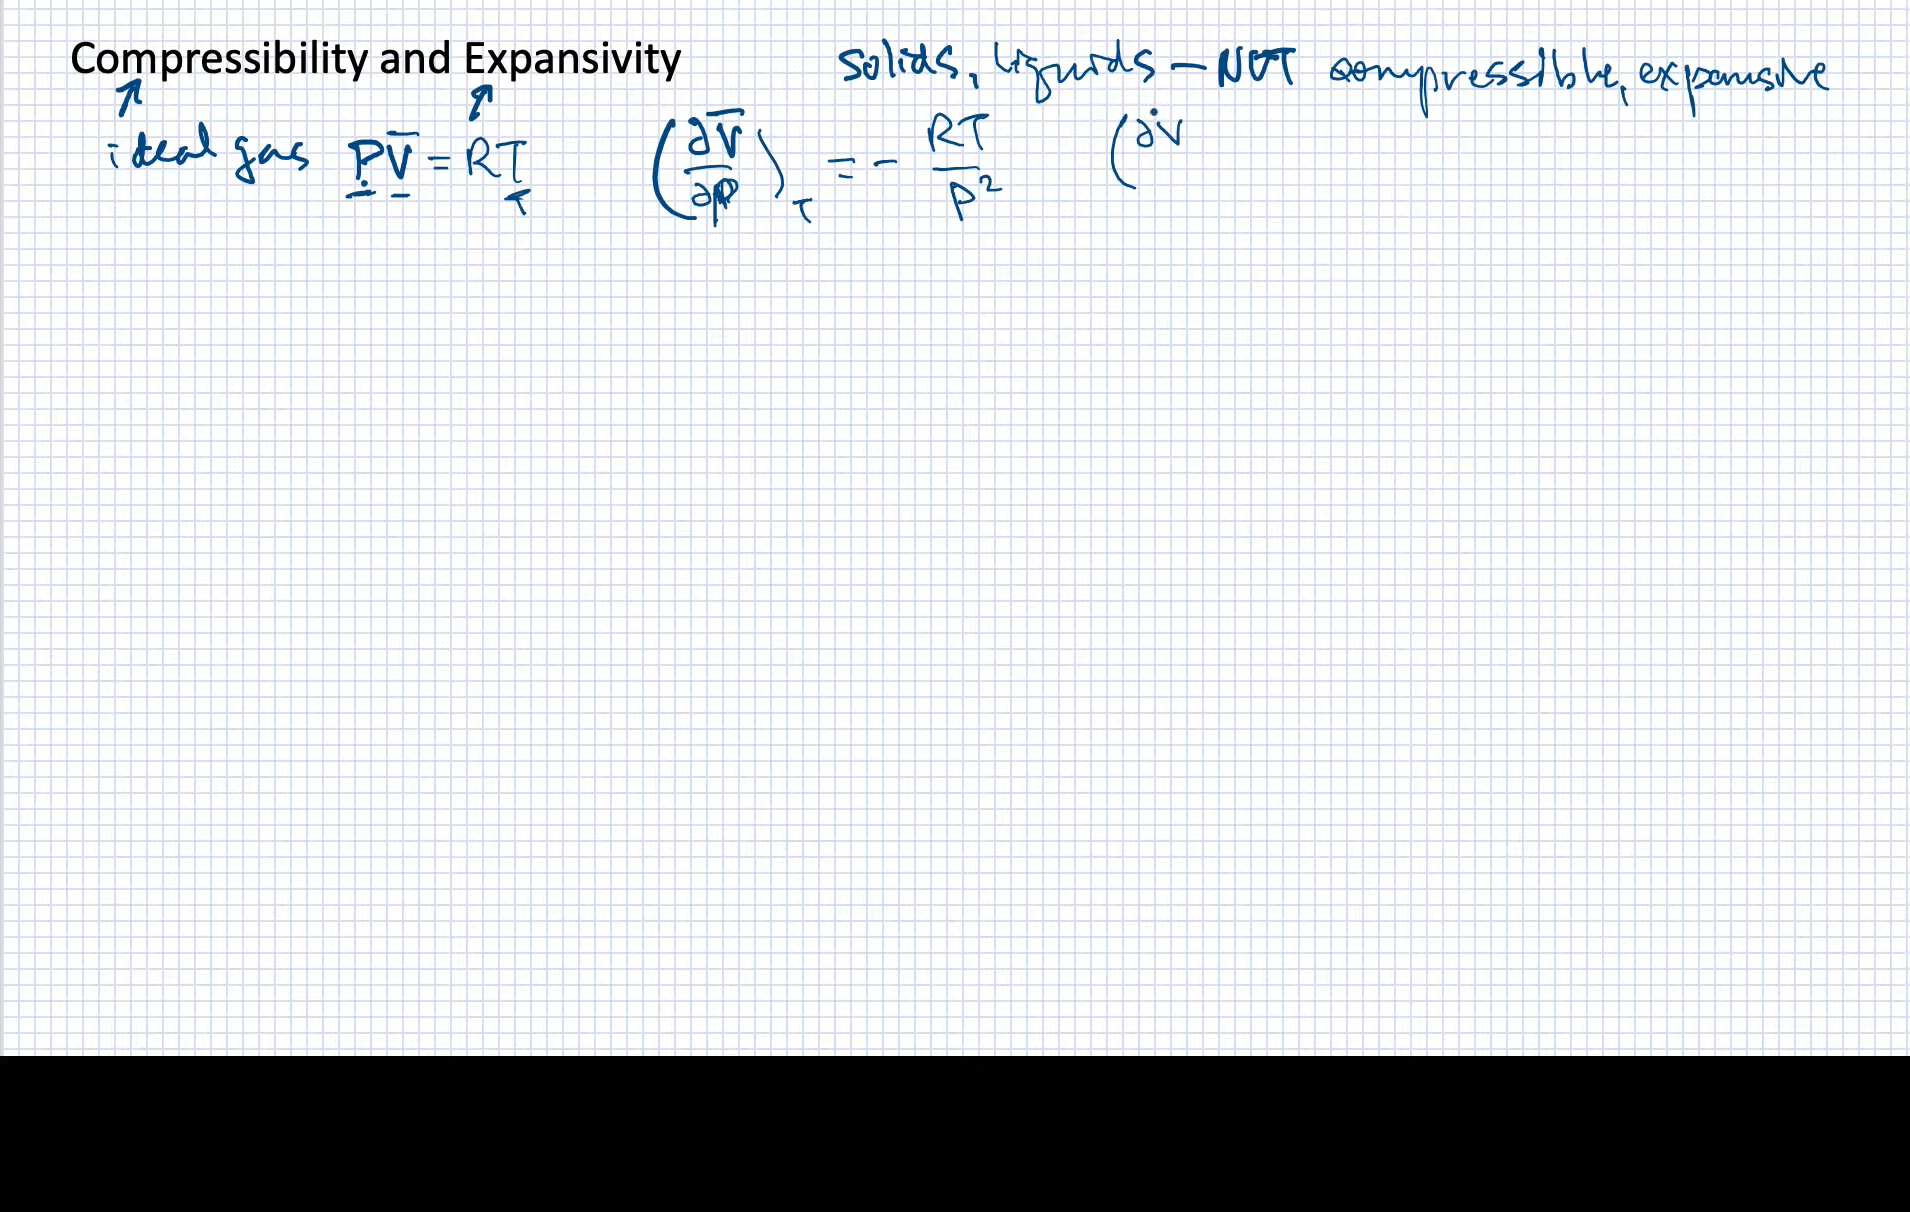 Compressibility and Expansivity solids, liquids – NOT compressible, expansive
ideal gas PV̅ = RT (∂V̅/∂P)_T = - RT/P² (∂V